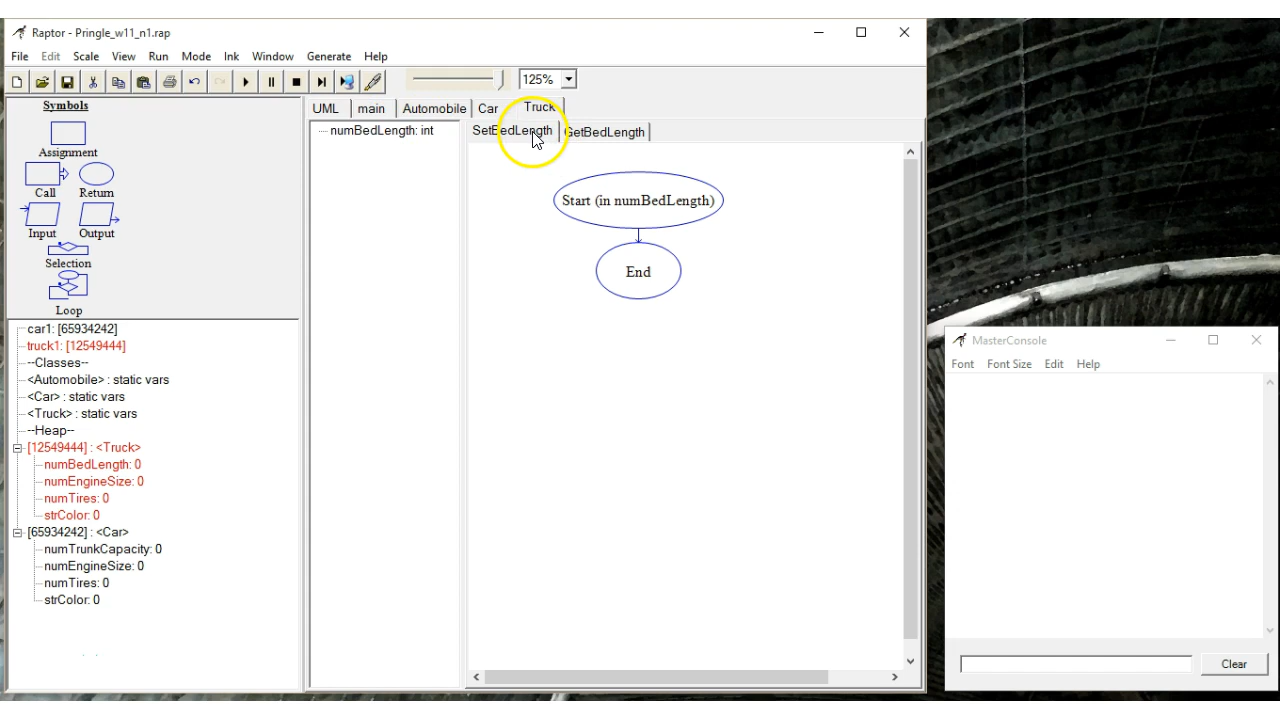 Raptor - Pringle_w11_n1.rap
File Edit Scale View Run Mode Ink Window Generate Help
125%
Symbols
Assignment
Call Return
Input Output
Selection
Loop
UML main Automobile Car Truck
numBedLength: int
SetBedLength GetBedLength
Start (in numBedLength)
End
car1: [65934242]
truck1: [12549444]
--Classes--
<Automobile> : static vars
<Car> : static vars
<Truck> : static vars
--Heap--
[12549444] : <Truck>
numBedLength: 0
numEngineSize: 0
numTires: 0
strColor: 0
[65934242] : <Car>
numTrunkCapacity: 0
numEngineSize: 0
numTires: 0
strColor: 0
MasterConsole
Font Font Size Edit Help
Clear